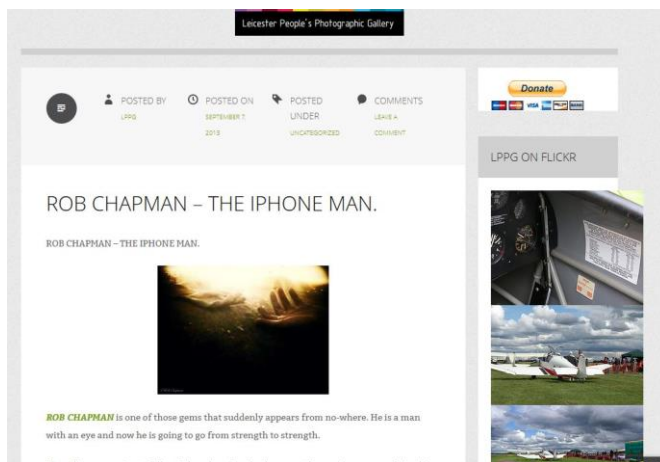 Leicester People's Photographic Gallery
POSTED BY
LPPG
POSTED ON
SEPTEMBER 7
2013
POSTED
UNDER
UNCATEGORIZED
COMMENTS
LEAVE A
COMMENT
Donate
VISA
LPPG ON FLICKR
ROB CHAPMAN – THE IPHONE MAN.
ROB CHAPMAN – THE IPHONE MAN.
ROB CHAPMAN is one of those gems that suddenly appears from no-where. He is a man
with an eye and now he is going to go from strength to strength.